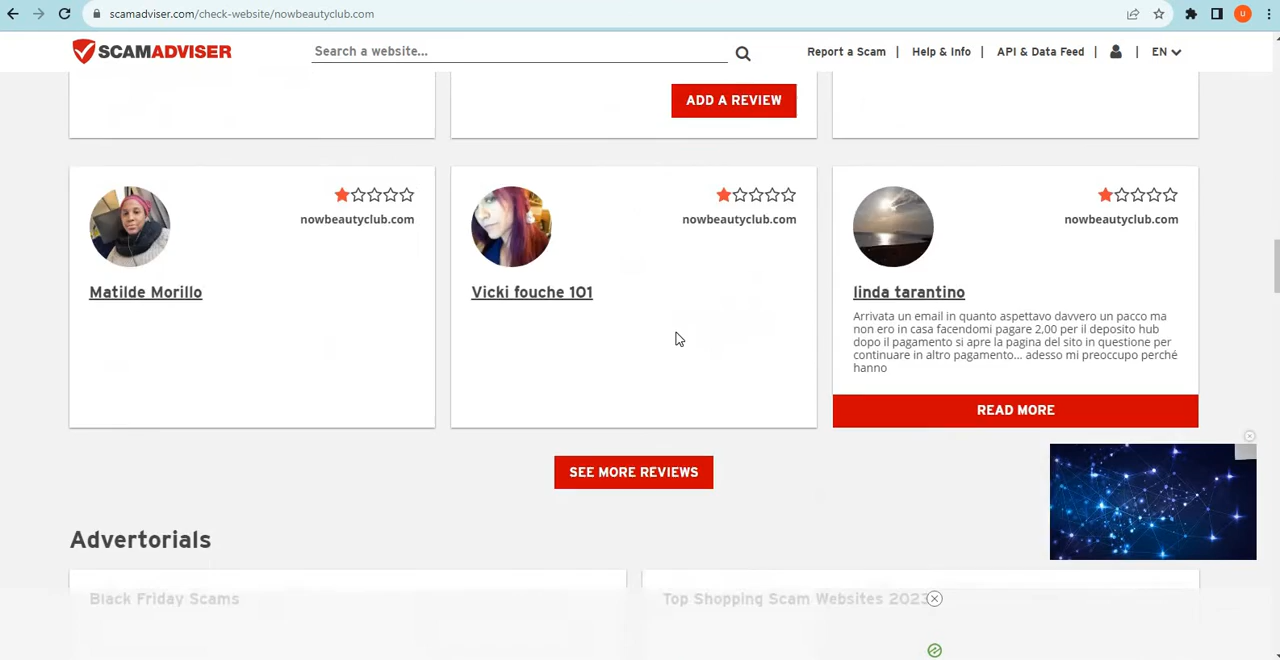 scamadviser.com/check-website/nowbeautyclub.com
U
SCAMADVISER
Search a website...
Report a Scam | Help & Info | API & Data Feed | | EN
ADD A REVIEW
nowbeautyclub.com
Matilde Morillo
nowbeautyclub.com
Vicki fouche 101
nowbeautyclub.com
linda tarantino
Arrivata un email in quanto aspettavo davvero un pacco ma
non ero in casa facendomi pagare 2,00 per il deposito hub
dopo il pagamento si apre la pagina del sito in questione per
continuare in altro pagamento... adesso mi preoccupo perché
hanno
READ MORE
SEE MORE REVIEWS
Advertorials
Black Friday Scams
Top Shopping Scam Websites 2023